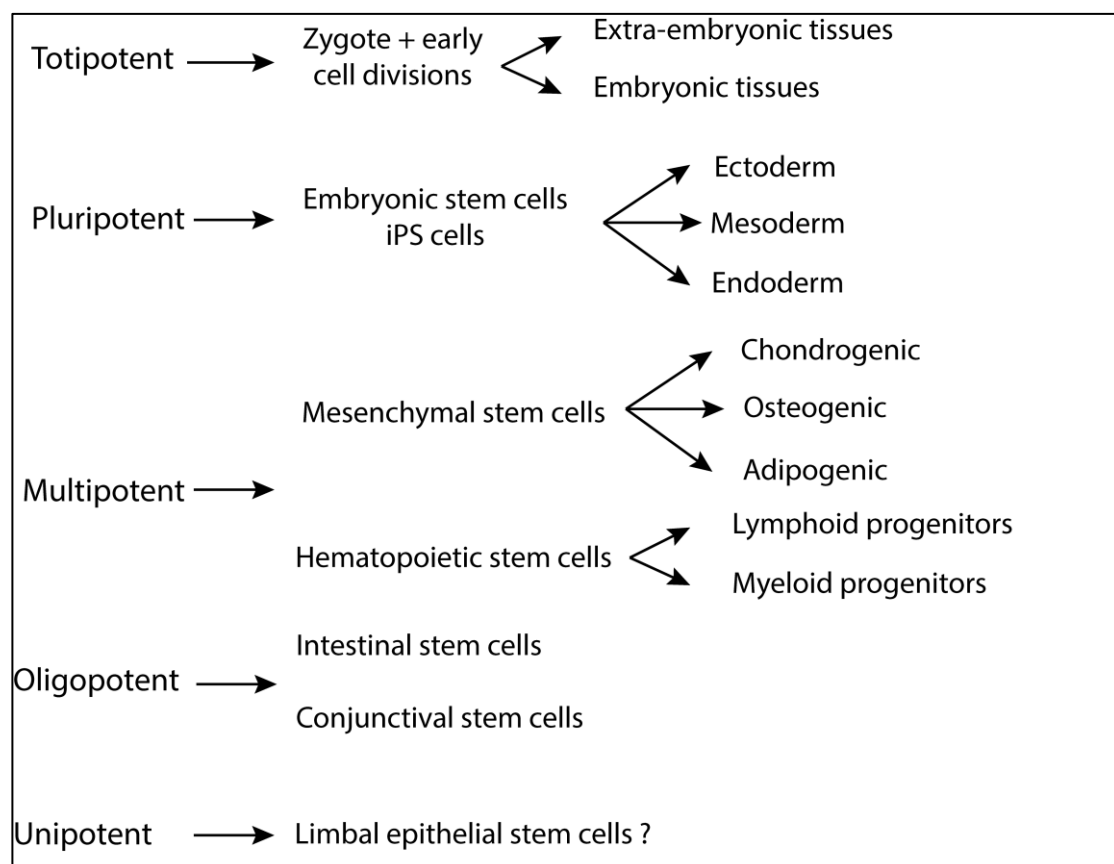 Totipotent
Zygote + early
cell divisions
Extra-embryonic tissues
Embryonic tissues
Pluripotent
Embryonic stem cells
iPS cells
Ectoderm
Mesoderm
Endoderm
Multipotent
Mesenchymal stem cells
Chondrogenic
Osteogenic
Adipogenic
Hematopoietic stem cells
Lymphoid progenitors
Myeloid progenitors
Oligopotent
Intestinal stem cells
Conjunctival stem cells
Unipotent
Limbal epithelial stem cells ?